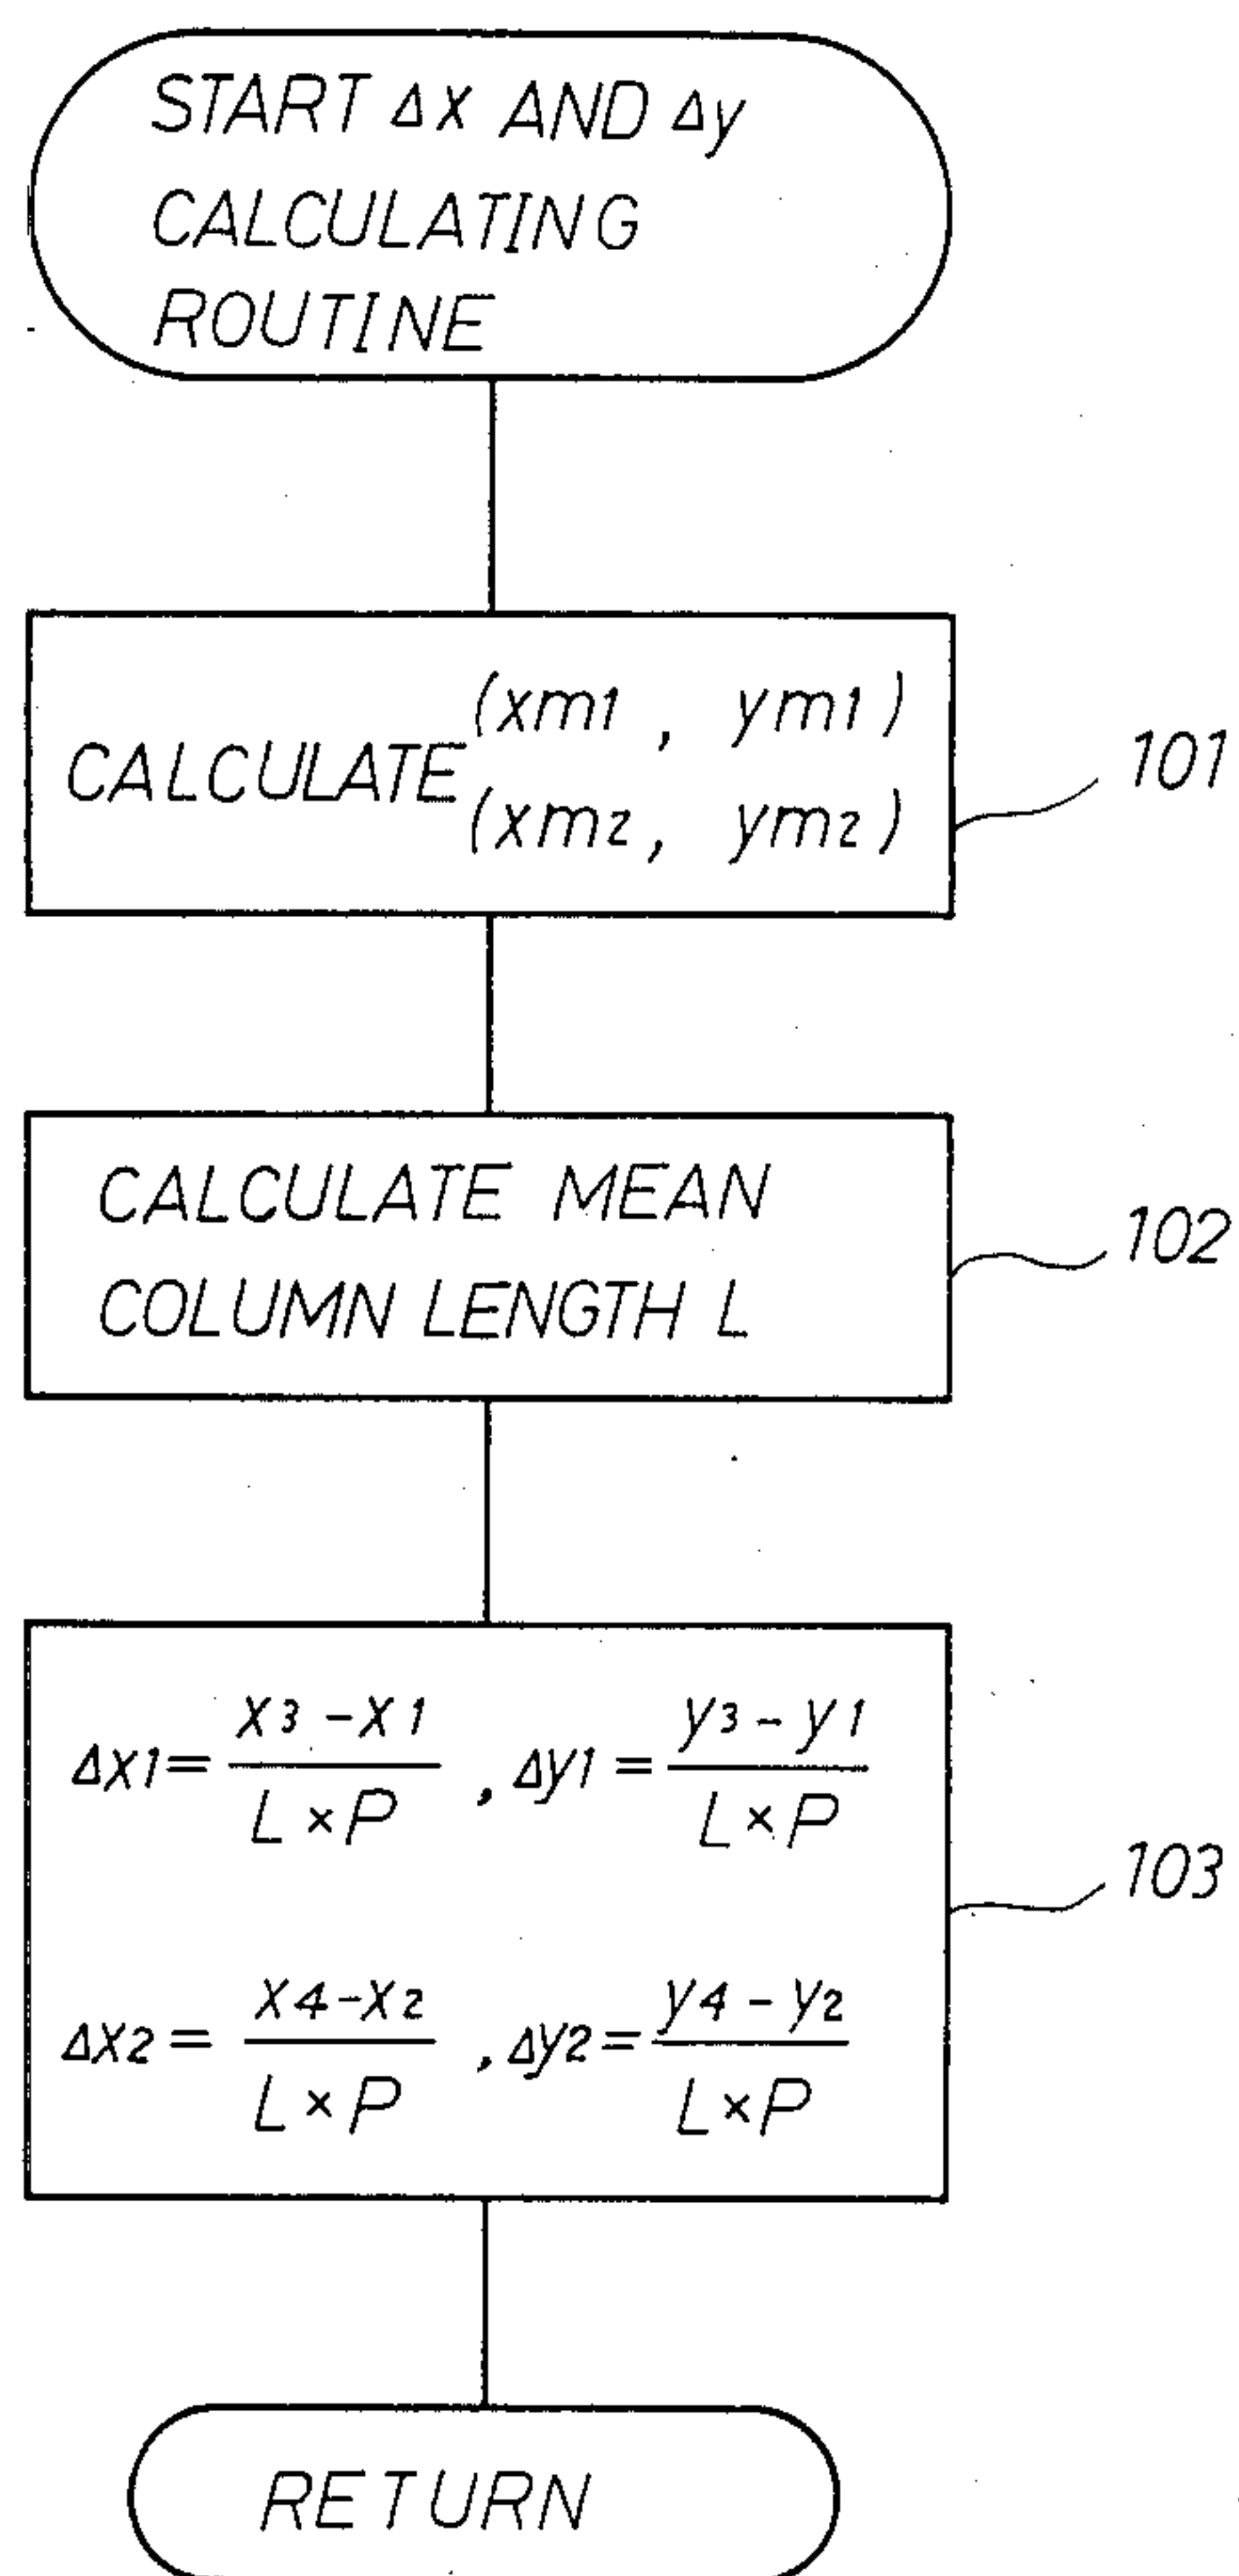 START Δx AND Δy
CALCULATING
ROUTINE
CALCULATE (xm1, ym1)
(xm2, ym2)
101
CALCULATE MEAN
COLUMN LENGTH L
102
Δx1 = (x3 - x1) / (L × P), Δy1 = (y3 - y1) / (L × P)
Δx2 = (x4 - x2) / (L × P), Δy2 = (y4 - y2) / (L × P)
103
RETURN